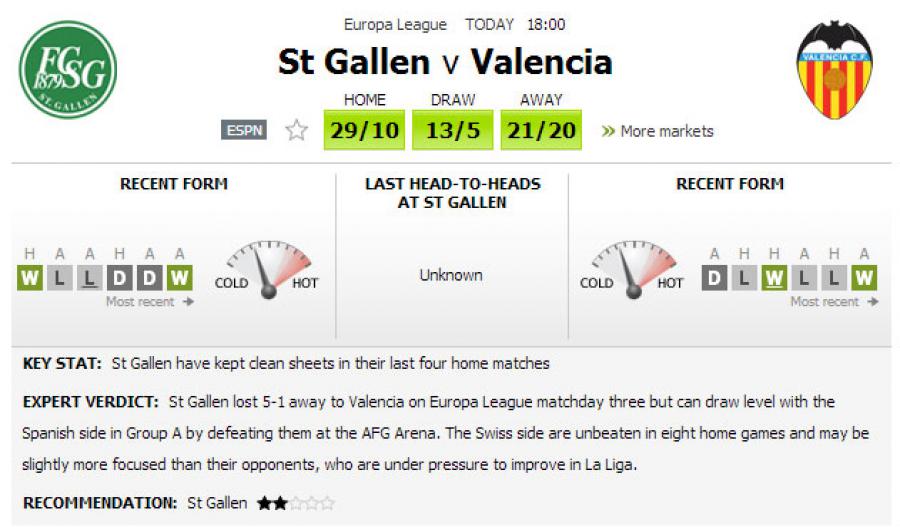 Europa League TODAY 18:00
FCSG
1879
ST. GALLEN
St Gallen v Valencia
VALENCIA C.F.
HOME DRAW AWAY
ESPN 29/10 13/5 21/20 » More markets
RECENT FORM
LAST HEAD-TO-HEADS
AT ST GALLEN
RECENT FORM
H A A H A A
W L L D D W
Most recent →
COLD HOT
Unknown
COLD HOT
A H H A H A
D L W L L W
Most recent →
KEY STAT: St Gallen have kept clean sheets in their last four home matches
EXPERT VERDICT: St Gallen lost 5-1 away to Valencia on Europa League matchday three but can draw level with the
Spanish side in Group A by defeating them at the AFG Arena. The Swiss side are unbeaten in eight home games and may be
slightly more focused than their opponents, who are under pressure to improve in La Liga.
RECOMMENDATION: St Gallen ★★☆☆☆